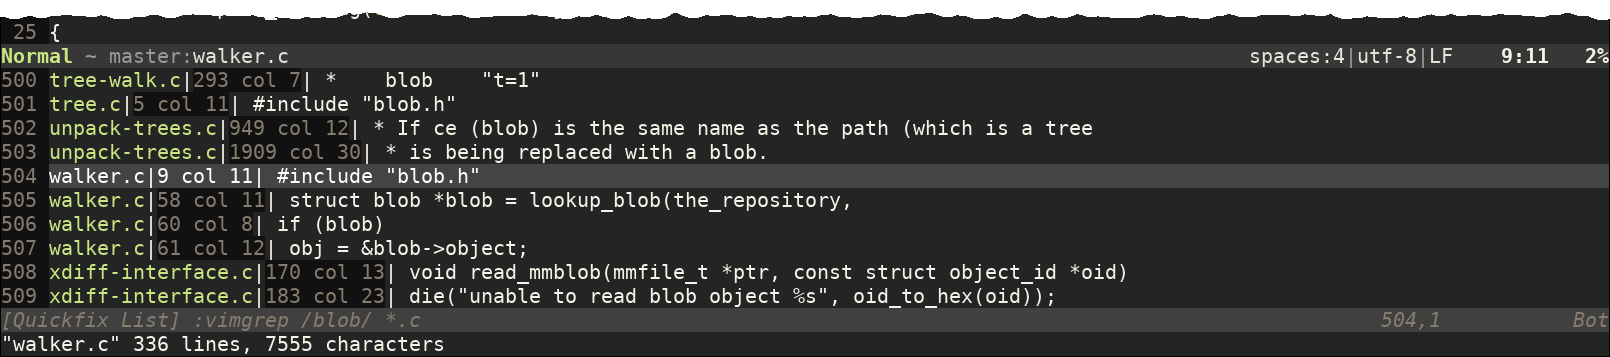 25 {
Normal ~ master:walker.c spaces:4|utf-8|LF 9:11 2%
500 tree-walk.c|293 col 7| *    blob    "t=1"
501 tree.c|5 col 11| #include "blob.h"
502 unpack-trees.c|949 col 12| * If ce (blob) is the same name as the path (which is a tree
503 unpack-trees.c|1909 col 30| * is being replaced with a blob.
504 walker.c|9 col 11| #include "blob.h"
505 walker.c|58 col 11| struct blob *blob = lookup_blob(the_repository,
506 walker.c|60 col 8| if (blob)
507 walker.c|61 col 12| obj = &blob->object;
508 xdiff-interface.c|170 col 13| void read_mmblob(mmfile_t *ptr, const struct object_id *oid)
509 xdiff-interface.c|183 col 23| die("unable to read blob object %s", oid_to_hex(oid));
[Quickfix List] :vimgrep /blob/ *.c 504,1 Bot
"walker.c" 336 lines, 7555 characters